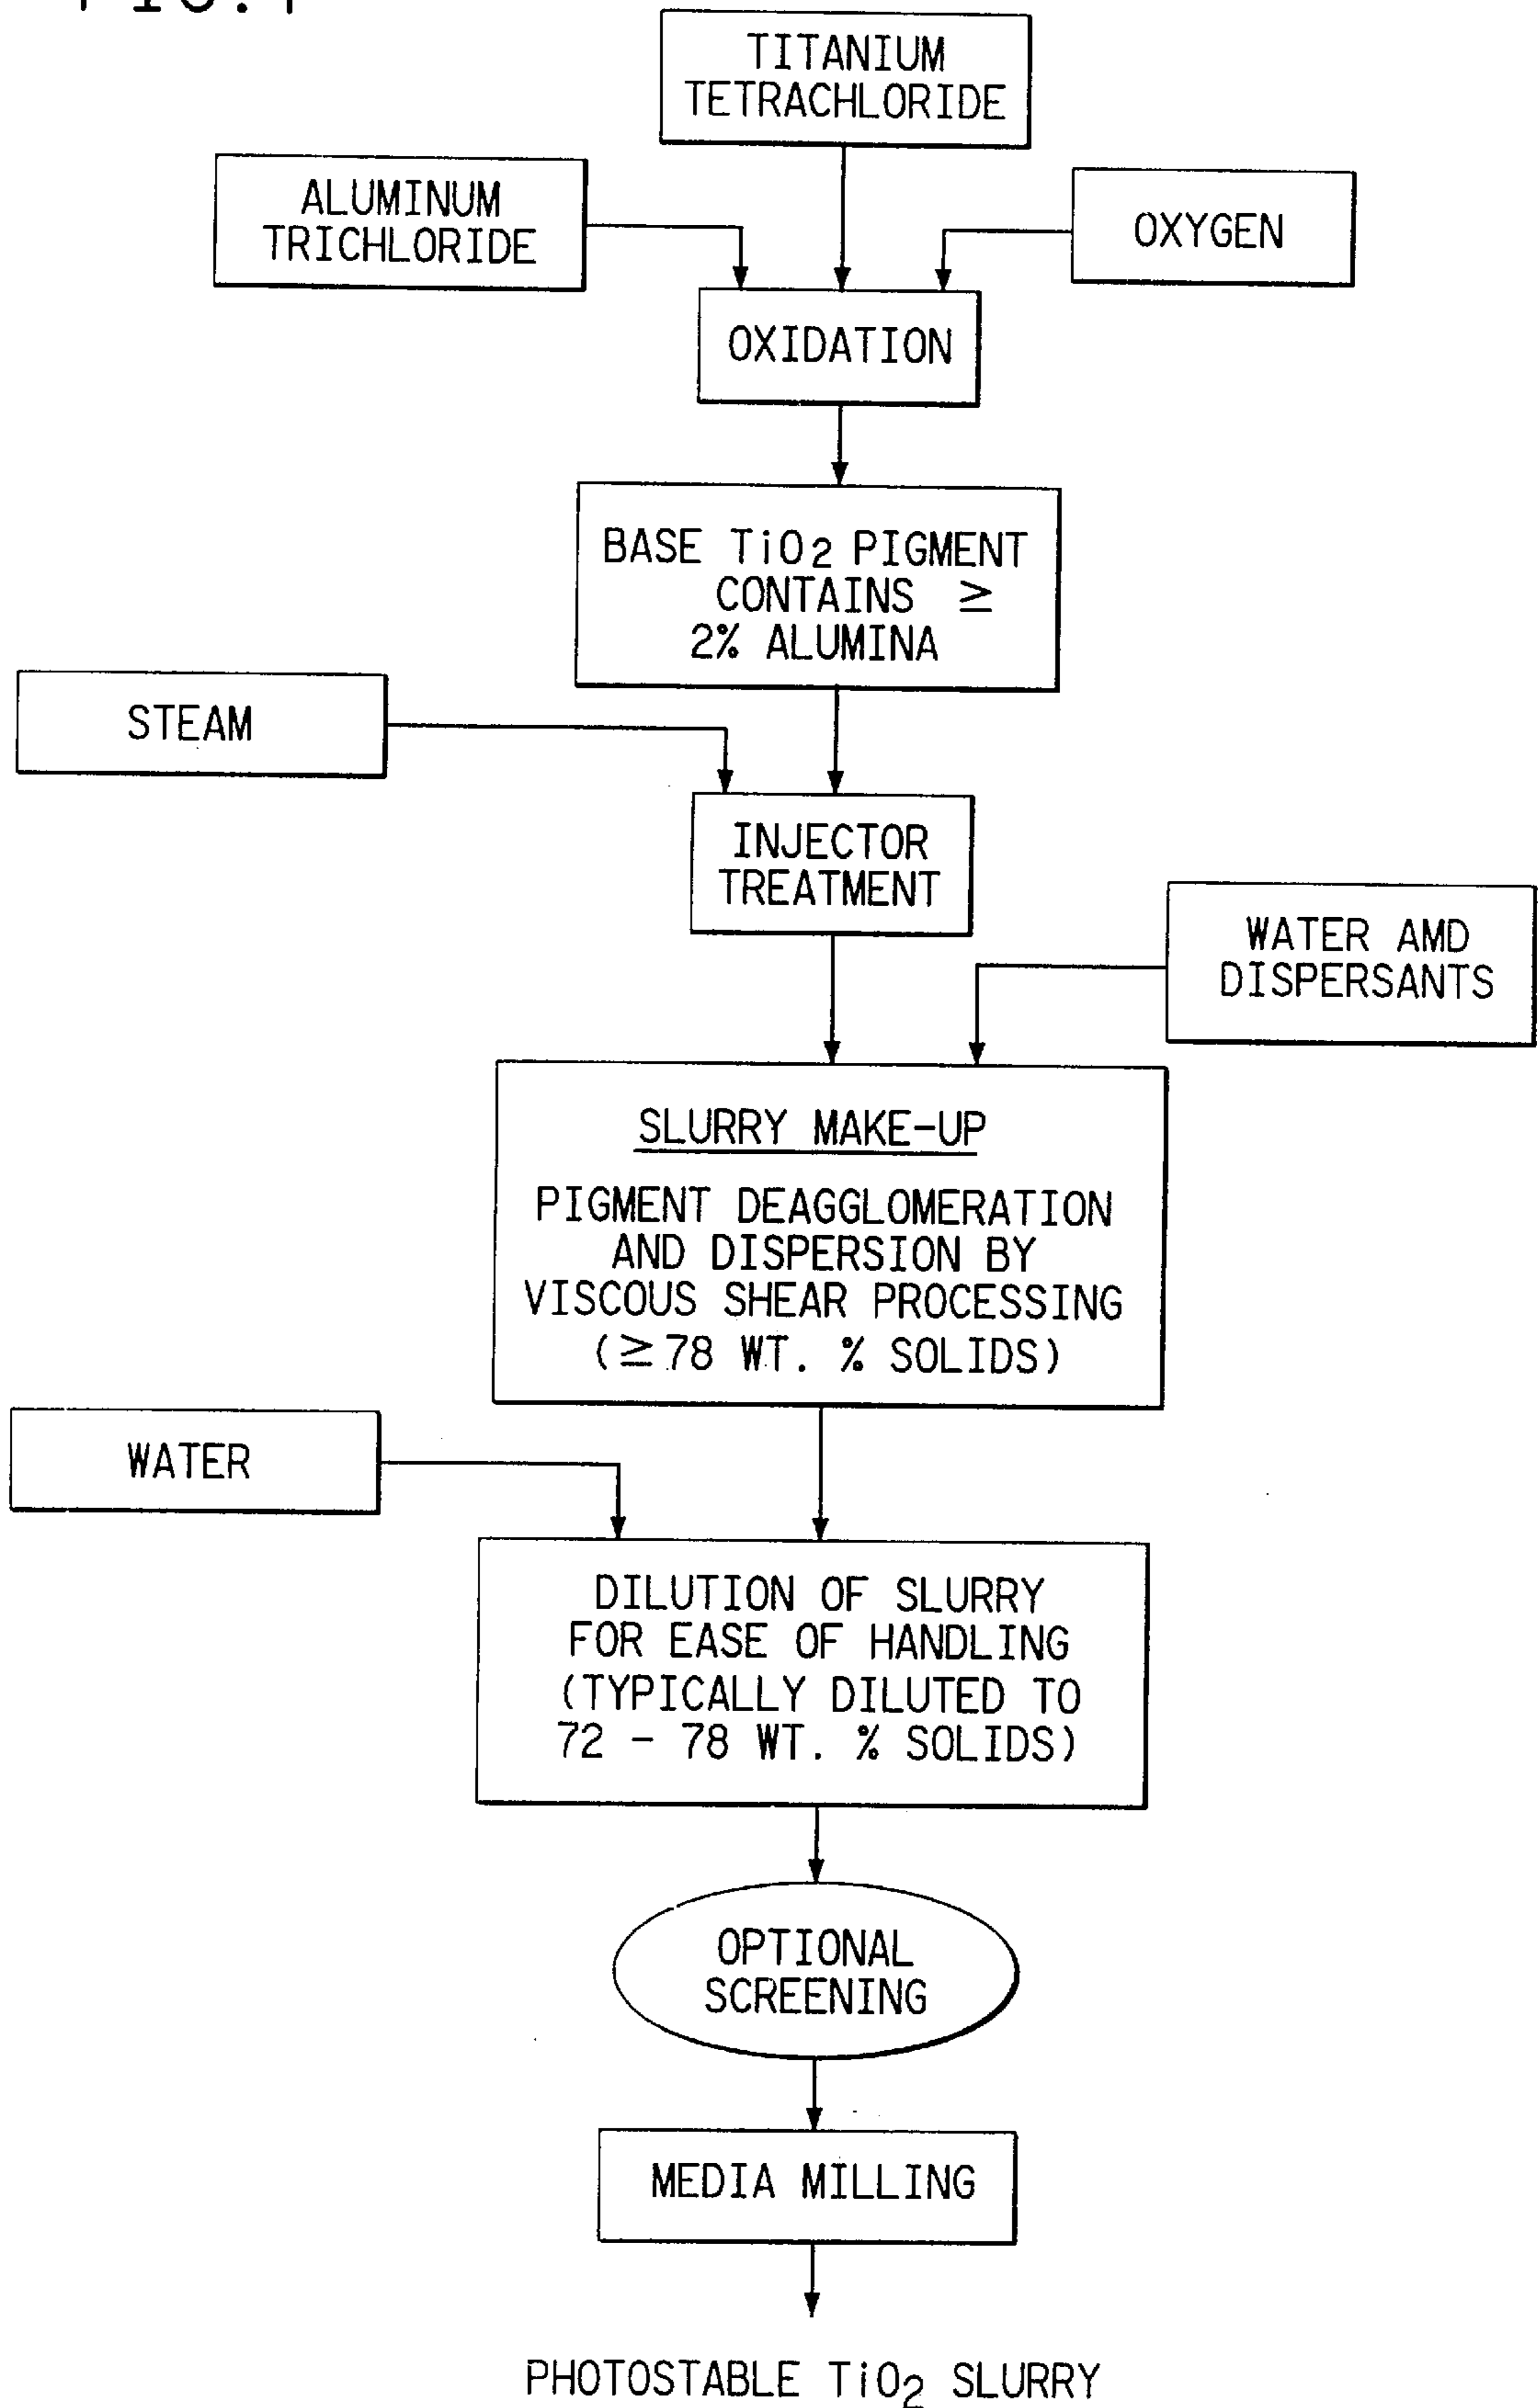 FIG.1
TITANIUM
TETRACHLORIDE
ALUMINUM
TRICHLORIDE
OXYGEN
OXIDATION
BASE TiO2 PIGMENT
CONTAINS ≥
2% ALUMINA
STEAM
INJECTOR
TREATMENT
WATER AMD
DISPERSANTS
SLURRY MAKE-UP
PIGMENT DEAGGLOMERATION
AND DISPERSION BY
VISCOUS SHEAR PROCESSING
(≥78 WT. % SOLIDS)
WATER
DILUTION OF SLURRY
FOR EASE OF HANDLING
(TYPICALLY DILUTED TO
72 - 78 WT. % SOLIDS)
OPTIONAL
SCREENING
MEDIA MILLING
PHOTOSTABLE TiO2 SLURRY